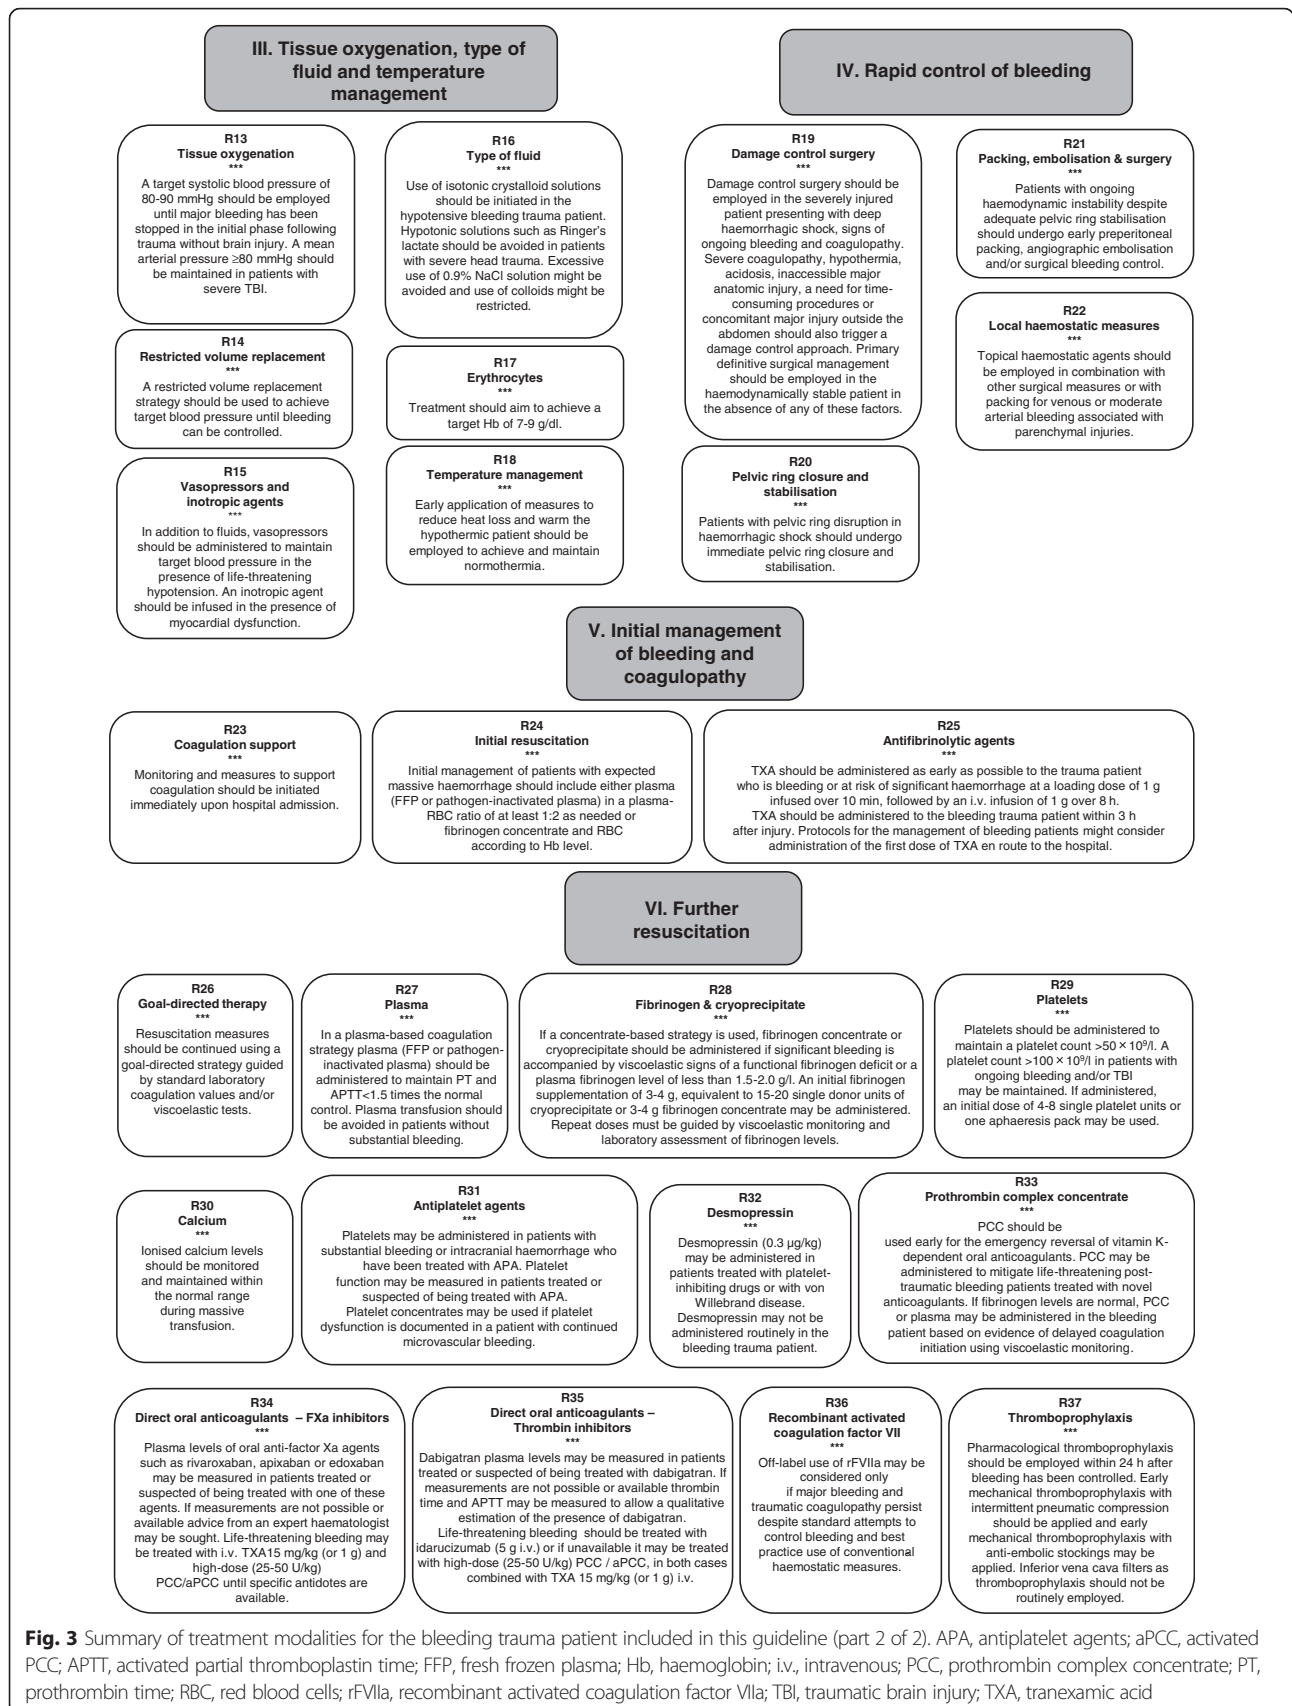 III. Tissue oxygenation, type of
fluid and temperature
management
IV. Rapid control of bleeding
R13
Tissue oxygenation
***
A target systolic blood pressure of
80-90 mmHg should be employed
until major bleeding has been
stopped in the initial phase following
trauma without brain injury. A mean
arterial pressure ≥80 mmHg should
be maintained in patients with
severe TBI.
R14
Restricted volume replacement
***
A restricted volume replacement
strategy should be used to achieve
target blood pressure until bleeding
can be controlled.
R15
Vasopressors and
inotropic agents
***
In addition to fluids, vasopressors
should be administered to maintain
target blood pressure in the
presence of life-threatening
hypotension. An inotropic agent
should be infused in the presence of
myocardial dysfunction.
R16
Type of fluid
***
Use of isotonic crystalloid solutions
should be initiated in the
hypotensive bleeding trauma patient.
Hypotonic solutions such as Ringer's
lactate should be avoided in patients
with severe head trauma. Excessive
use of 0.9% NaCl solution might be
avoided and use of colloids might be
restricted.
R17
Erythrocytes
***
Treatment should aim to achieve a
target Hb of 7-9 g/dl.
R18
Temperature management
***
Early application of measures to
reduce heat loss and warm the
hypothermic patient should be
employed to achieve and maintain
normothermia.
R19
Damage control surgery
***
Damage control surgery should be
employed in the severely injured
patient presenting with deep
haemorrhagic shock, signs of
ongoing bleeding and coagulopathy.
Severe coagulopathy, hypothermia,
acidosis, inaccessible major
anatomic injury, a need for time-
consuming procedures or
concomitant major injury outside the
abdomen should also trigger a
damage control approach. Primary
definitive surgical management
should be employed in the
haemodynamically stable patient in
the absence of any of these factors.
R20
Pelvic ring closure and
stabilisation
***
Patients with pelvic ring disruption in
haemorrhagic shock should undergo
immediate pelvic ring closure and
stabilisation.
R21
Packing, embolisation & surgery
***
Patients with ongoing
haemodynamic instability despite
adequate pelvic ring stabilisation
should undergo early preperitoneal
packing, angiographic embolisation
and/or surgical bleeding control.
R22
Local haemostatic measures
***
Topical haemostatic agents should
be employed in combination with
other surgical measures or with
packing for venous or moderate
arterial bleeding associated with
parenchymal injuries.
V. Initial management
of bleeding and
coagulopathy
R23
Coagulation support
***
Monitoring and measures to support
coagulation should be initiated
immediately upon hospital admission.
R24
Initial resuscitation
***
Initial management of patients with expected
massive haemorrhage should include either plasma
(FFP or pathogen-inactivated plasma) in a plasma-
RBC ratio of at least 1:2 as needed or
fibrinogen concentrate and RBC
according to Hb level.
R25
Antifibrinolytic agents
***
TXA should be administered as early as possible to the trauma patient
who is bleeding or at risk of significant haemorrhage at a loading dose of 1 g
infused over 10 min, followed by an i.v. infusion of 1 g over 8 h.
TXA should be administered to the bleeding trauma patient within 3 h
after injury. Protocols for the management of bleeding patients might consider
administration of the first dose of TXA en route to the hospital.
VI. Further
resuscitation
R26
Goal-directed therapy
***
Resuscitation measures
should be continued using a
goal-directed strategy guided
by standard laboratory
coagulation values and/or
viscoelastic tests.
R27
Plasma
***
In a plasma-based coagulation
strategy plasma (FFP or pathogen-
inactivated plasma) should be
administered to maintain PT and
APTT<1.5 times the normal
control. Plasma transfusion should
be avoided in patients without
substantial bleeding.
R28
Fibrinogen & cryoprecipitate
***
If a concentrate-based strategy is used, fibrinogen concentrate or
cryoprecipitate should be administered if significant bleeding is
accompanied by viscoelastic signs of a functional fibrinogen deficit or a
plasma fibrinogen level of less than 1.5-2.0 g/l. An initial fibrinogen
supplementation of 3-4 g, equivalent to 15-20 single donor units of
cryoprecipitate or 3-4 g fibrinogen concentrate may be administered.
Repeat doses must be guided by viscoelastic monitoring and
laboratory assessment of fibrinogen levels.
R29
Platelets
***
Platelets should be administered to
maintain a platelet count >50 × 10⁹/l. A
platelet count >100 × 10⁹/l in patients with
ongoing bleeding and/or TBI
may be maintained. If administered,
an initial dose of 4-8 single platelet units or
one aphaeresis pack may be used.
R30
Calcium
***
Ionised calcium levels
should be monitored
and maintained within
the normal range
during massive
transfusion.
R31
Antiplatelet agents
***
Platelets may be administered in patients with
substantial bleeding or intracranial haemorrhage who
have been treated with APA. Platelet
function may be measured in patients treated or
suspected of being treated with APA.
Platelet concentrates may be used if platelet
dysfunction is documented in a patient with continued
microvascular bleeding.
R32
Desmopressin
***
Desmopressin (0.3 µg/kg)
may be administered in
patients treated with platelet-
inhibiting drugs or with von
Willebrand disease.
Desmopressin may not be
administered routinely in the
bleeding trauma patient.
R33
Prothrombin complex concentrate
***
PCC should be
used early for the emergency reversal of vitamin K-
dependent oral anticoagulants. PCC may be
administered to mitigate life-threatening post-
traumatic bleeding patients treated with novel
anticoagulants. If fibrinogen levels are normal, PCC
or plasma may be administered in the bleeding
patient based on evidence of delayed coagulation
initiation using viscoelastic monitoring.
R34
Direct oral anticoagulants – FXa inhibitors
***
Plasma levels of oral anti-factor Xa agents
such as rivaroxaban, apixaban or edoxaban
may be measured in patients treated or
suspected of being treated with one of these
agents. If measurements are not possible or
available advice from an expert haematologist
may be sought. Life-threatening bleeding may
be treated with i.v. TXA15 mg/kg (or 1 g) and
high-dose (25-50 U/kg)
PCC/aPCC until specific antidotes are
available.
R35
Direct oral anticoagulants –
Thrombin inhibitors
***
Dabigatran plasma levels may be measured in patients
treated or suspected of being treated with dabigatran. If
measurements are not possible or available thrombin
time and APTT may be measured to allow a qualitative
estimation of the presence of dabigatran.
Life-threatening bleeding should be treated with
idarucizumab (5 g i.v.) or if unavailable it may be treated
with high-dose (25-50 U/kg) PCC / aPCC, in both cases
combined with TXA 15 mg/kg (or 1 g) i.v.
R36
Recombinant activated
coagulation factor VII
***
Off-label use of rFVIIa may be
considered only
if major bleeding and
traumatic coagulopathy persist
despite standard attempts to
control bleeding and best
practice use of conventional
haemostatic measures.
R37
Thromboprophylaxis
***
Pharmacological thromboprophylaxis
should be employed within 24 h after
bleeding has been controlled. Early
mechanical thromboprophylaxis with
intermittent pneumatic compression
should be applied and early
mechanical thromboprophylaxis with
anti-embolic stockings may be
applied. Inferior vena cava filters as
thromboprophylaxis should not be
routinely employed.
Fig. 3 Summary of treatment modalities for the bleeding trauma patient included in this guideline (part 2 of 2). APA, antiplatelet agents; aPCC, activated
PCC; APTT, activated partial thromboplastin time; FFP, fresh frozen plasma; Hb, haemoglobin; i.v., intravenous; PCC, prothrombin complex concentrate; PT,
prothrombin time; RBC, red blood cells; rFVIIa, recombinant activated coagulation factor VIIa; TBI, traumatic brain injury; TXA, tranexamic acid